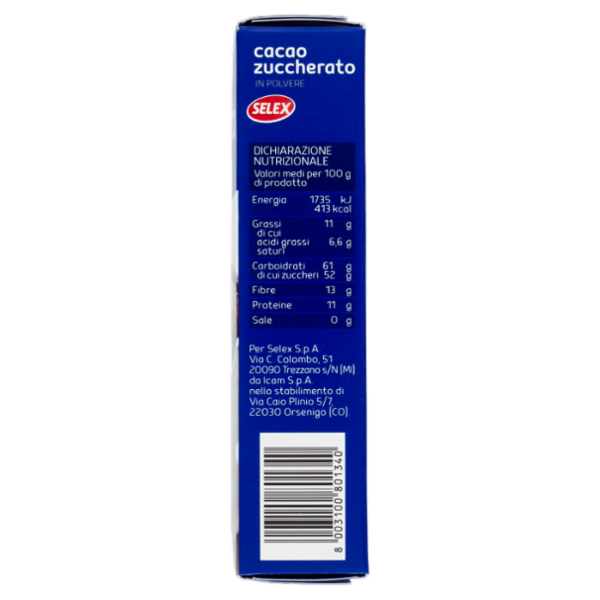 cacao
zuccherato
IN POLVERE
SELEX
DICHIARAZIONE
NUTRIZIONALE
Valori medi per 100 g
di prodotto
Energia 1735 kJ
413 kcal
Grassi 11 g
di cui
acidi grassi 6,6 g
saturi
Carboidrati 61 g
di cui zuccheri 52 g
Fibre 13 g
Proteine 11 g
Sale 0 g
Per Selex S.p.A.
Via C. Colombo, 51
20090 Trezzano s/N (MI)
da Icam S.p.A.
nello stabilimento di
Via Caio Plinio 5/7,
22030 Orsenigo (CO).
8 003100 801340